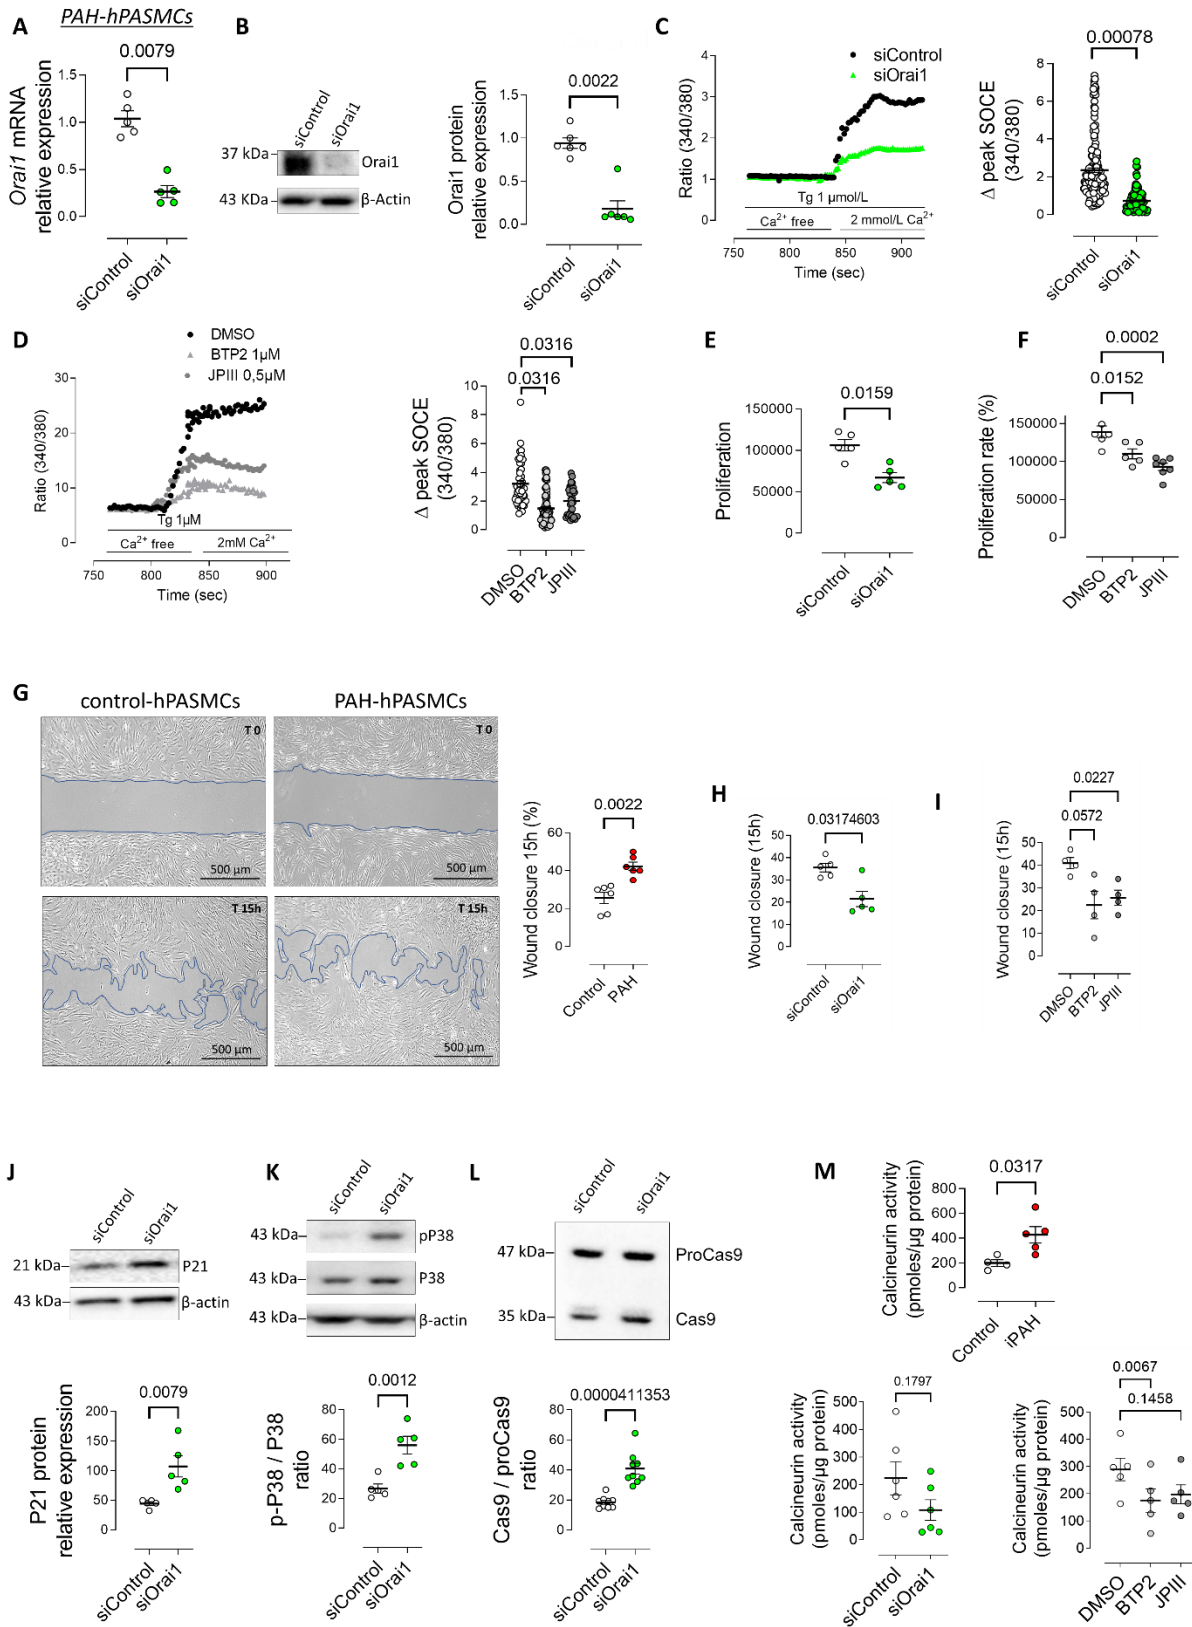 A
PAH-hPASMCs
0.0079
Orai1 mRNA
relative expression
1.5
1.0
0.5
0.0
siControl
siOrai1
B
siControl
siOrai1
37 kDa
Orai1
43 KDa
β-Actin
0.0022
Orai1 protein
relative expression
1.5
1.0
0.5
0.0
siControl
siOrai1
C
siControl
siOrai1
Ratio (340/380)
4
3
2
1
0
Tg 1 µmol/L
Ca²⁺ free
2 mmol/L Ca²⁺
750 800 850 900
Time (sec)
0.00078
Δ peak SOCE
(340/380)
8
6
4
2
0
siControl
siOrai1
D
DMSO
BTP2 1µM
JPIII 0,5µM
Ratio (340/380)
30
20
10
0
Tg 1µM
Ca²⁺ free
2mM Ca²⁺
750 800 850 900
Time (sec)
0.0316
0.0316
Δ peak SOCE
(340/380)
10
8
6
4
2
0
DMSO
BTP2
JPIII
E
0.0159
Proliferation
150000
100000
50000
0
siControl
siOrai1
F
0.0002
0.0152
Proliferation rate (%)
150000
100000
50000
0
DMSO
BTP2
JPIII
G
control-hPASMCs
PAH-hPASMCs
T 0
T 0
500 µm
500 µm
T 15h
T 15h
500 µm
500 µm
0.0022
Wound closure 15h (%)
60
40
20
0
Control
PAH
H
0.03174603
Wound closure (15h)
50
40
30
20
10
0
siControl
siOrai1
I
0.0227
0.0572
Wound closure (15h)
50
40
30
20
10
0
DMSO
BTP2
JPIII
J
siControl
siOrai1
21 kDa
P21
43 kDa
β-actin
0.0079
P21 protein
relative expression
200
150
100
50
0
siControl
siOrai1
K
siControl
siOrai1
43 kDa
pP38
43 kDa
P38
43 kDa
β-actin
0.0012
p-P38 / P38
ratio
80
60
40
20
0
siControl
siOrai1
L
siControl
siOrai1
47 kDa
ProCas9
35 kDa
Cas9
0.0000411353
Cas9 / proCas9
ratio
100
80
60
40
20
0
siControl
siOrai1
M
0.0317
Calcineurin activity
(pmoles/µg protein)
800
600
400
200
0
Control
iPAH
0.1797
Calcineurin activity
(pmoles/µg protein)
500
400
300
200
100
0
siControl
siOrai1
0.0067
0.1458
Calcineurin activity
(pmoles/µg protein)
500
400
300
200
100
0
DMSO
BTP2
JPIII